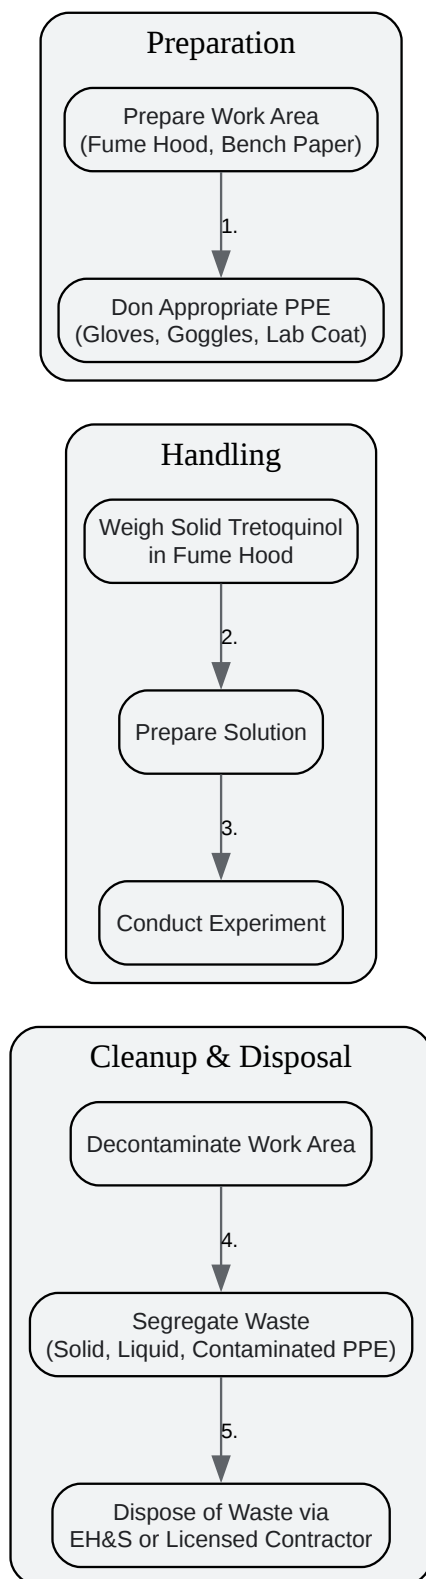 Preparation
Prepare Work Area
(Fume Hood, Bench Paper)
1.
Don Appropriate PPE
(Gloves, Goggles, Lab Coat)
Handling
Weigh Solid Tretoquinol
in Fume Hood
2.
Prepare Solution
3.
Conduct Experiment
Cleanup & Disposal
Decontaminate Work Area
4.
Segregate Waste
(Solid, Liquid, Contaminated PPE)
5.
Dispose of Waste via
EH&S or Licensed Contractor